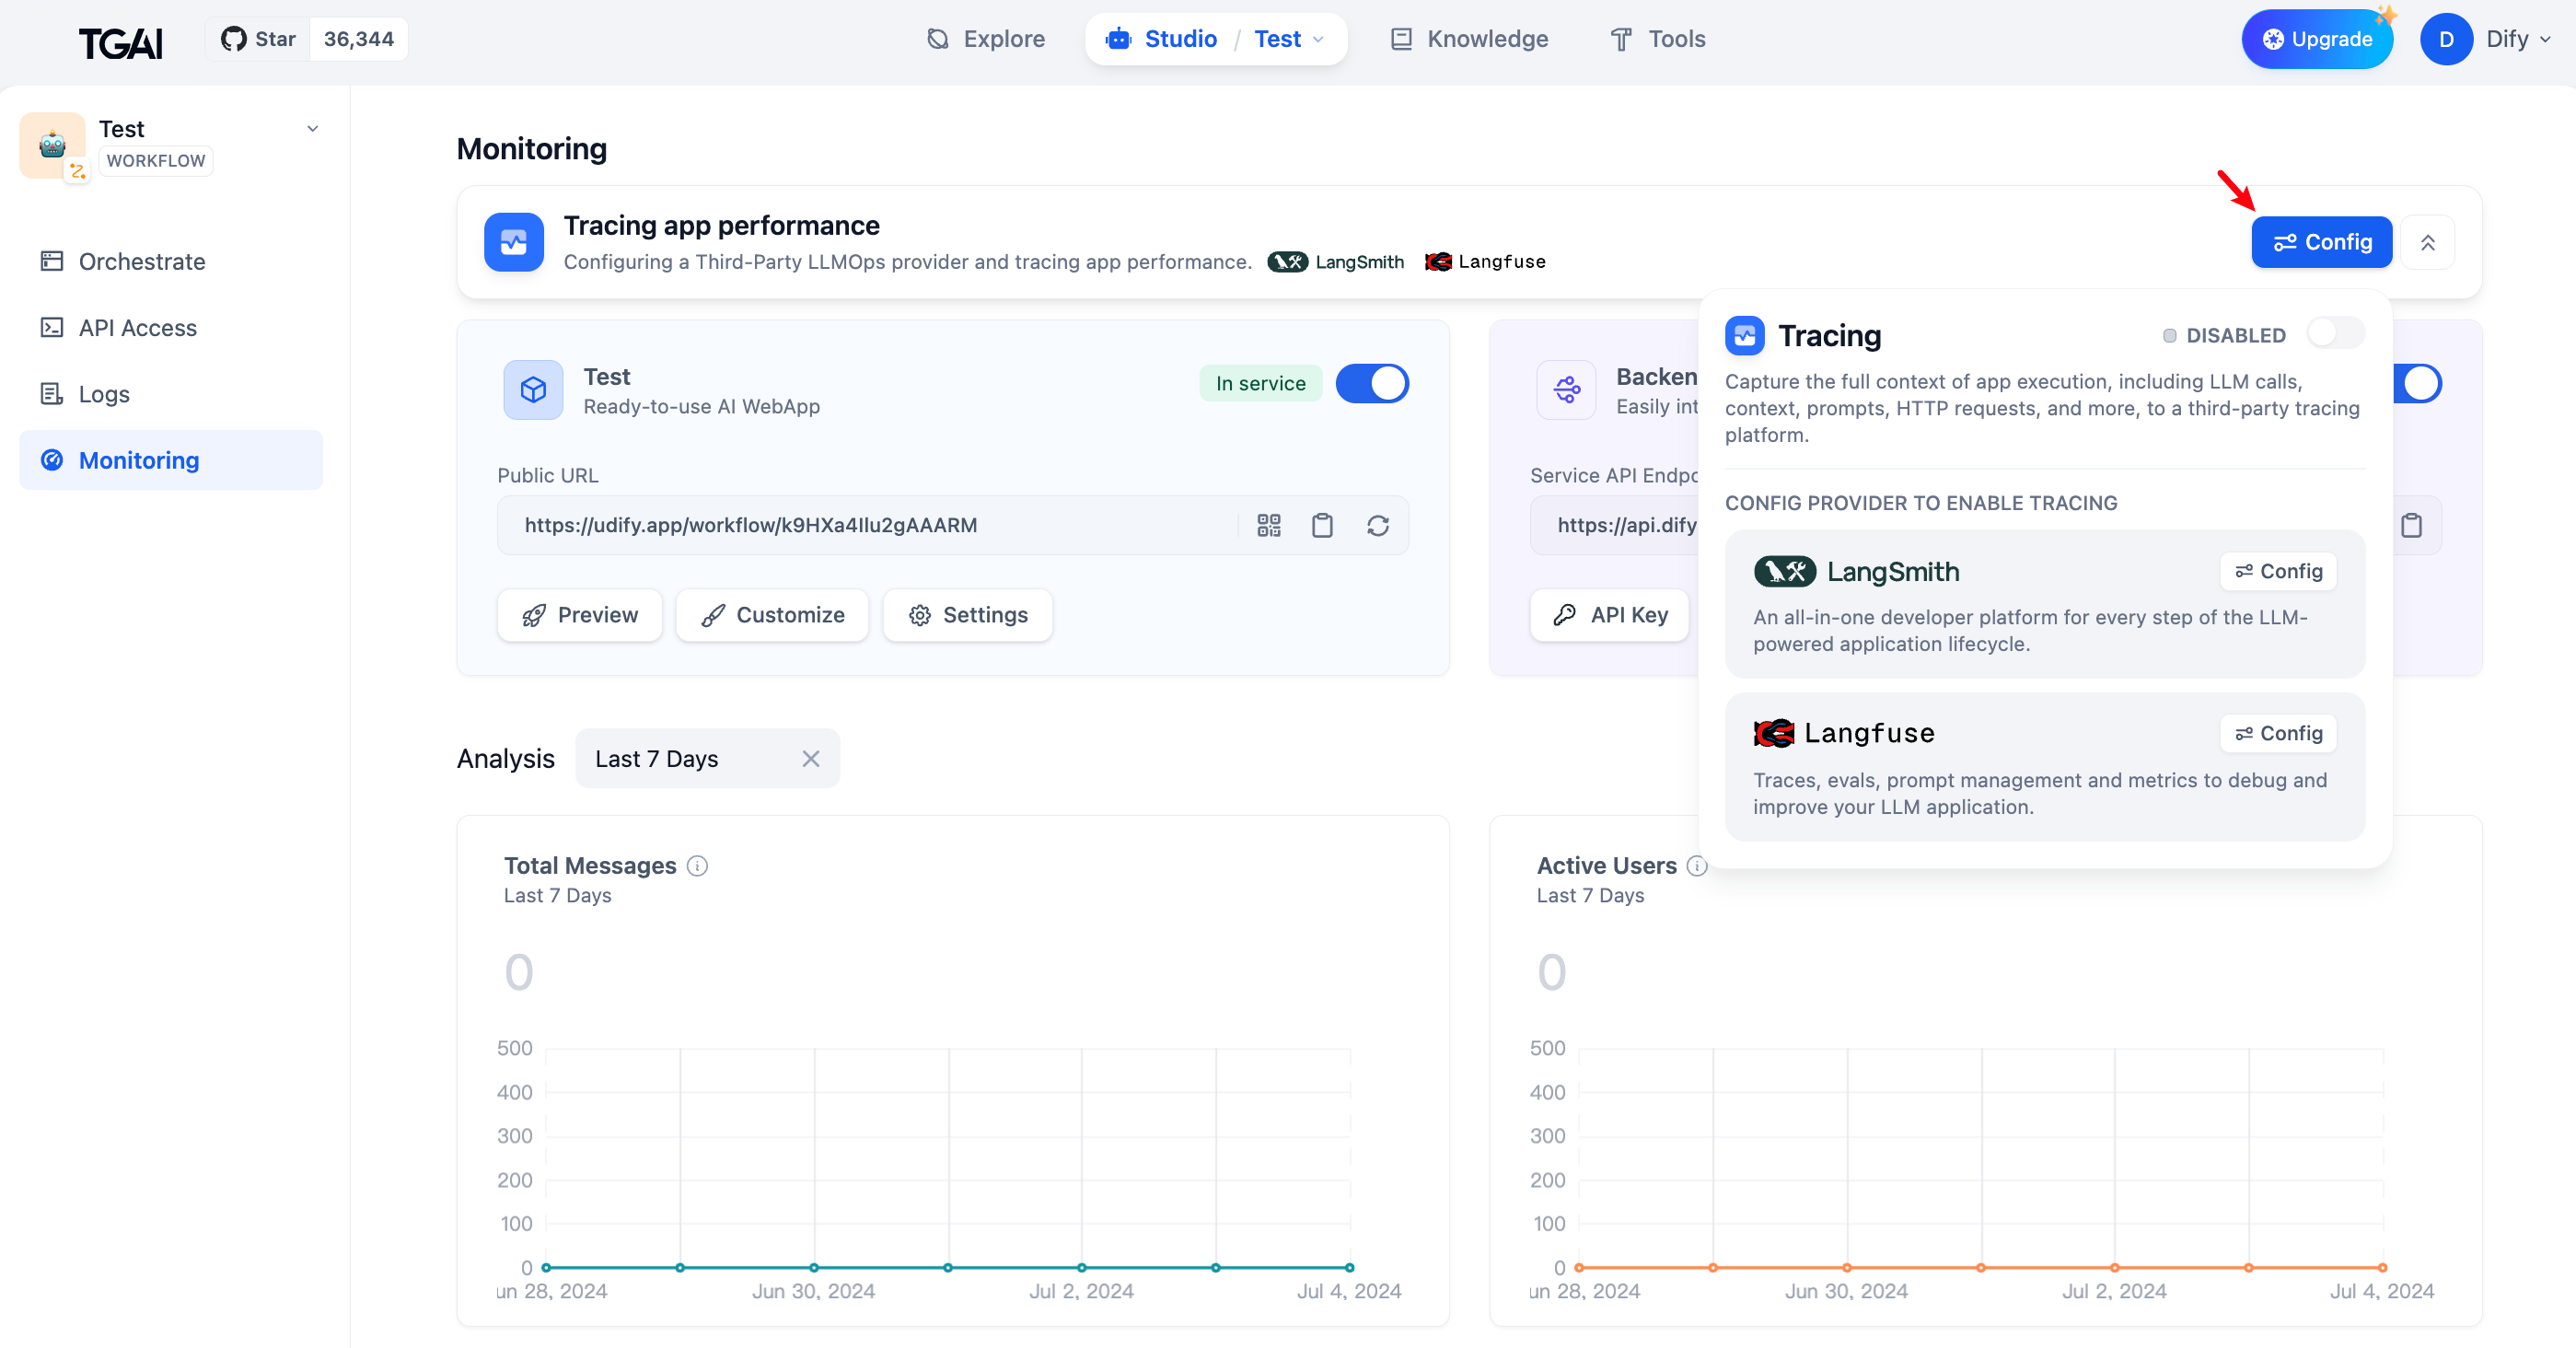 TGAI
Star 36,344
Explore
Studio / Test
Knowledge
Tools
Upgrade
D Dify
Test
WORKFLOW
Orchestrate
API Access
Logs
Monitoring
Monitoring
Tracing app performance
Configuring a Third-Party LLMOps provider and tracing app performance. LangSmith Langfuse
Config
Test
Ready-to-use AI WebApp
In service
Public URL
https://udify.app/workflow/k9HXa4Ilu2gAAARM
Preview
Customize
Settings
Backen
Easily int
Service API Endpo
https://api.dify
API Key
Tracing
DISABLED
Capture the full context of app execution, including LLM calls,
context, prompts, HTTP requests, and more, to a third-party tracing
platform.
CONFIG PROVIDER TO ENABLE TRACING
LangSmith
Config
An all-in-one developer platform for every step of the LLM-
powered application lifecycle.
Langfuse
Config
Traces, evals, prompt management and metrics to debug and
improve your LLM application.
Analysis
Last 7 Days
Total Messages
Last 7 Days
0
500
400
300
200
100
0
un 28, 2024 Jun 30, 2024 Jul 2, 2024 Jul 4, 2024
Active Users
Last 7 Days
0
500
400
300
200
100
0
un 28, 2024 Jun 30, 2024 Jul 2, 2024 Jul 4, 2024